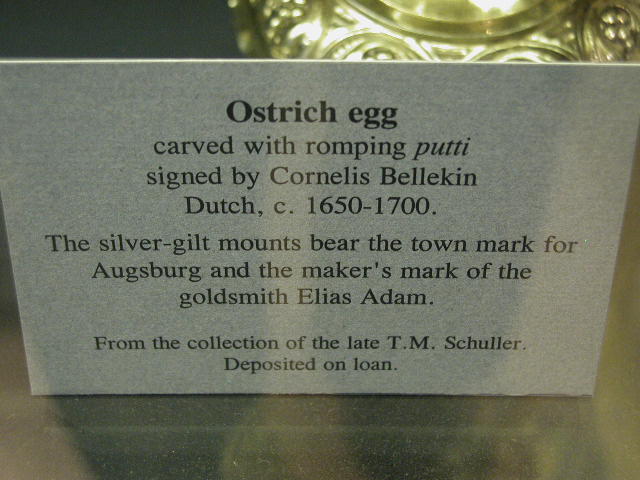 Ostrich egg
carved with romping putti
signed by Cornelis Bellekin
Dutch, c. 1650-1700.
The silver-gilt mounts bear the town mark for
Augsburg and the maker's mark of the
goldsmith Elias Adam.
From the collection of the late T.M. Schuller.
Deposited on loan.